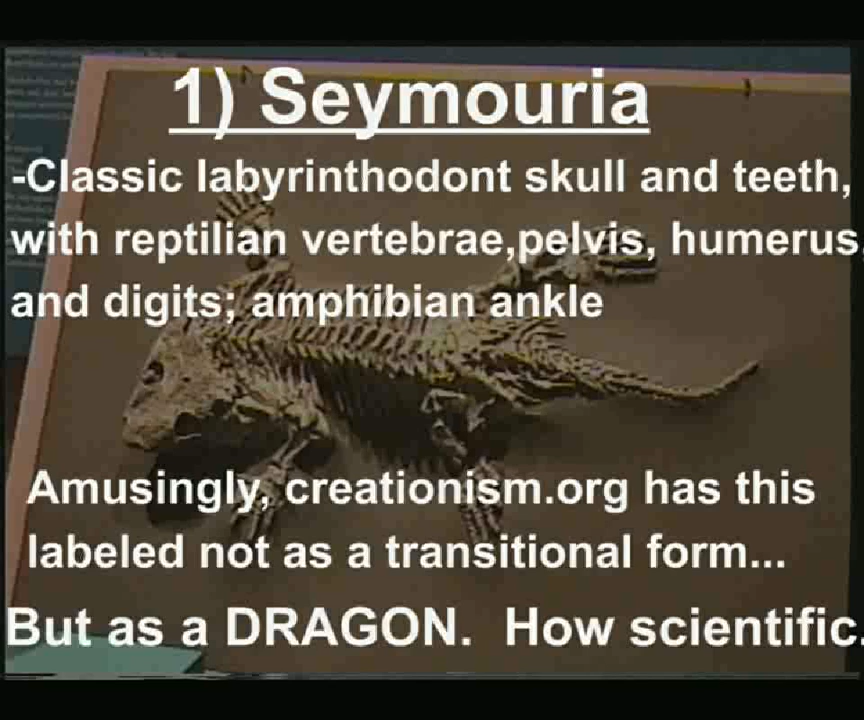 1) Seymouria
-Classic labyrinthodont skull and teeth,
with reptilian vertebrae,pelvis, humerus,
and digits; amphibian ankle
Amusingly, creationism.org has this
labeled not as a transitional form...
But as a DRAGON. How scientific.